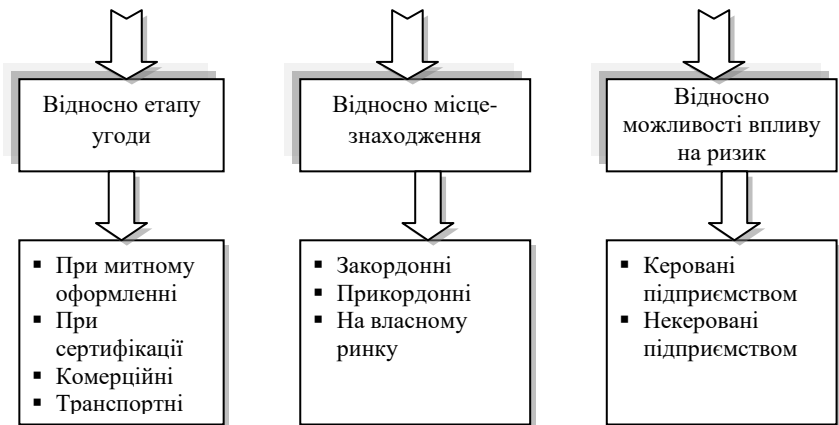 Відносно етапу
угоди
Відносно місце-
знаходження
Відносно
можливості впливу
на ризик
▪ При митному
оформленні
▪ При
сертифікації
▪ Комерційні
▪ Транспортні
▪ Закордонні
▪ Прикордонні
▪ На власному
ринку
▪ Керовані
підприємством
▪ Некеровані
підприємством